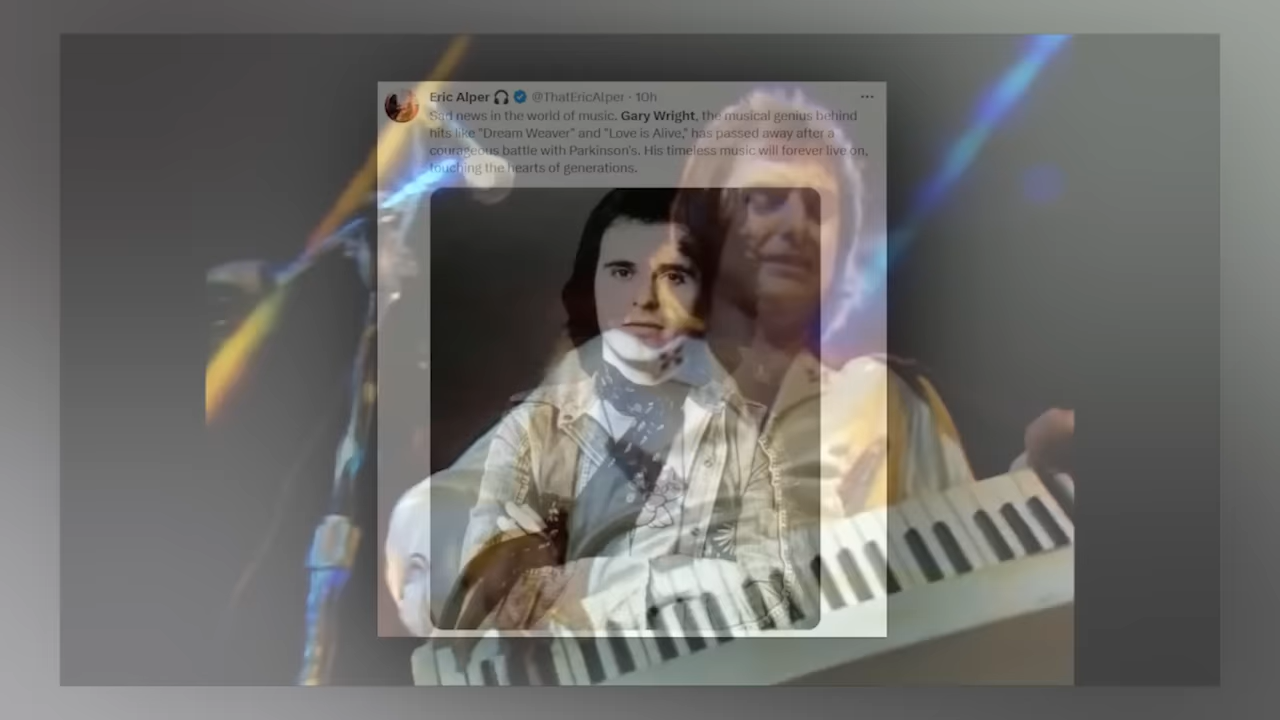 Eric Alper @ThatEricAlper · 10h
Sad news in the world of music. Gary Wright, the musical genius behind
hits like "Dream Weaver" and "Love is Alive," has passed away after a
courageous battle with Parkinson's. His timeless music will forever live on,
touching the hearts of generations.